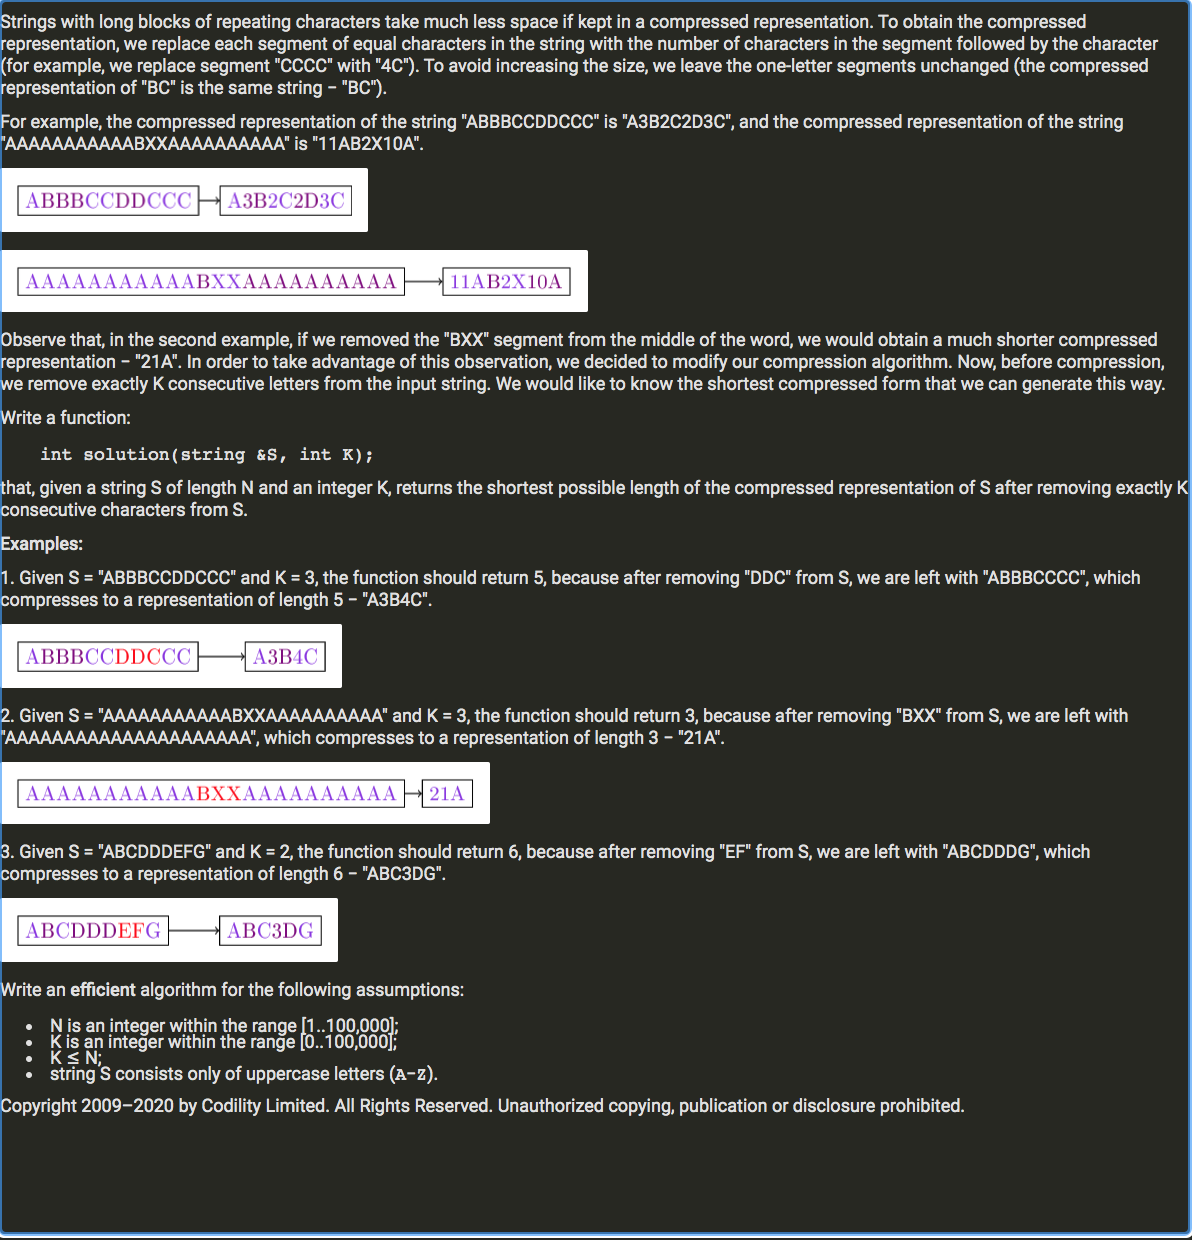 Strings with long blocks of repeating characters take much less space if kept in a compressed representation. To obtain the compressed
representation, we replace each segment of equal characters in the string with the number of characters in the segment followed by the character
(for example, we replace segment "CCCC" with "4C"). To avoid increasing the size, we leave the one-letter segments unchanged (the compressed
representation of "BC" is the same string – "BC").
For example, the compressed representation of the string "ABBBCCDDCCC" is "A3B2C2D3C", and the compressed representation of the string
"AAAAAAAAAAABXXAAAAAAAAAA" is "11AB2X10A".
ABBBCCDDCCC A3B2C2D3C
AAAAAAAAAAABXXAAAAAAAAAA 11AB2X10A
Observe that, in the second example, if we removed the "BXX" segment from the middle of the word, we would obtain a much shorter compressed
representation – "21A". In order to take advantage of this observation, we decided to modify our compression algorithm. Now, before compression,
we remove exactly K consecutive letters from the input string. We would like to know the shortest compressed form that we can generate this way.
Write a function:
int solution(string &S, int K);
that, given a string S of length N and an integer K, returns the shortest possible length of the compressed representation of S after removing exactly K
consecutive characters from S.
Examples:
1. Given S = "ABBBCCDDCCC" and K = 3, the function should return 5, because after removing "DDC" from S, we are left with "ABBBCCCC", which
compresses to a representation of length 5 – "A3B4C".
ABBBCCDDCCC A3B4C
2. Given S = "AAAAAAAAAAABXXAAAAAAAAAA" and K = 3, the function should return 3, because after removing "BXX" from S, we are left with
"AAAAAAAAAAAAAAAAAAAAA", which compresses to a representation of length 3 – "21A".
AAAAAAAAAAABXXAAAAAAAAAA 21A
3. Given S = "ABCDDDEFG" and K = 2, the function should return 6, because after removing "EF" from S, we are left with "ABCDDDG", which
compresses to a representation of length 6 – "ABC3DG".
ABCDDDEFG ABC3DG
Write an efficient algorithm for the following assumptions:
• N is an integer within the range [1..100,000];
• K is an integer within the range [0..100,000];
• K ≤ N;
• string S consists only of uppercase letters (A-Z).
Copyright 2009–2020 by Codility Limited. All Rights Reserved. Unauthorized copying, publication or disclosure prohibited.